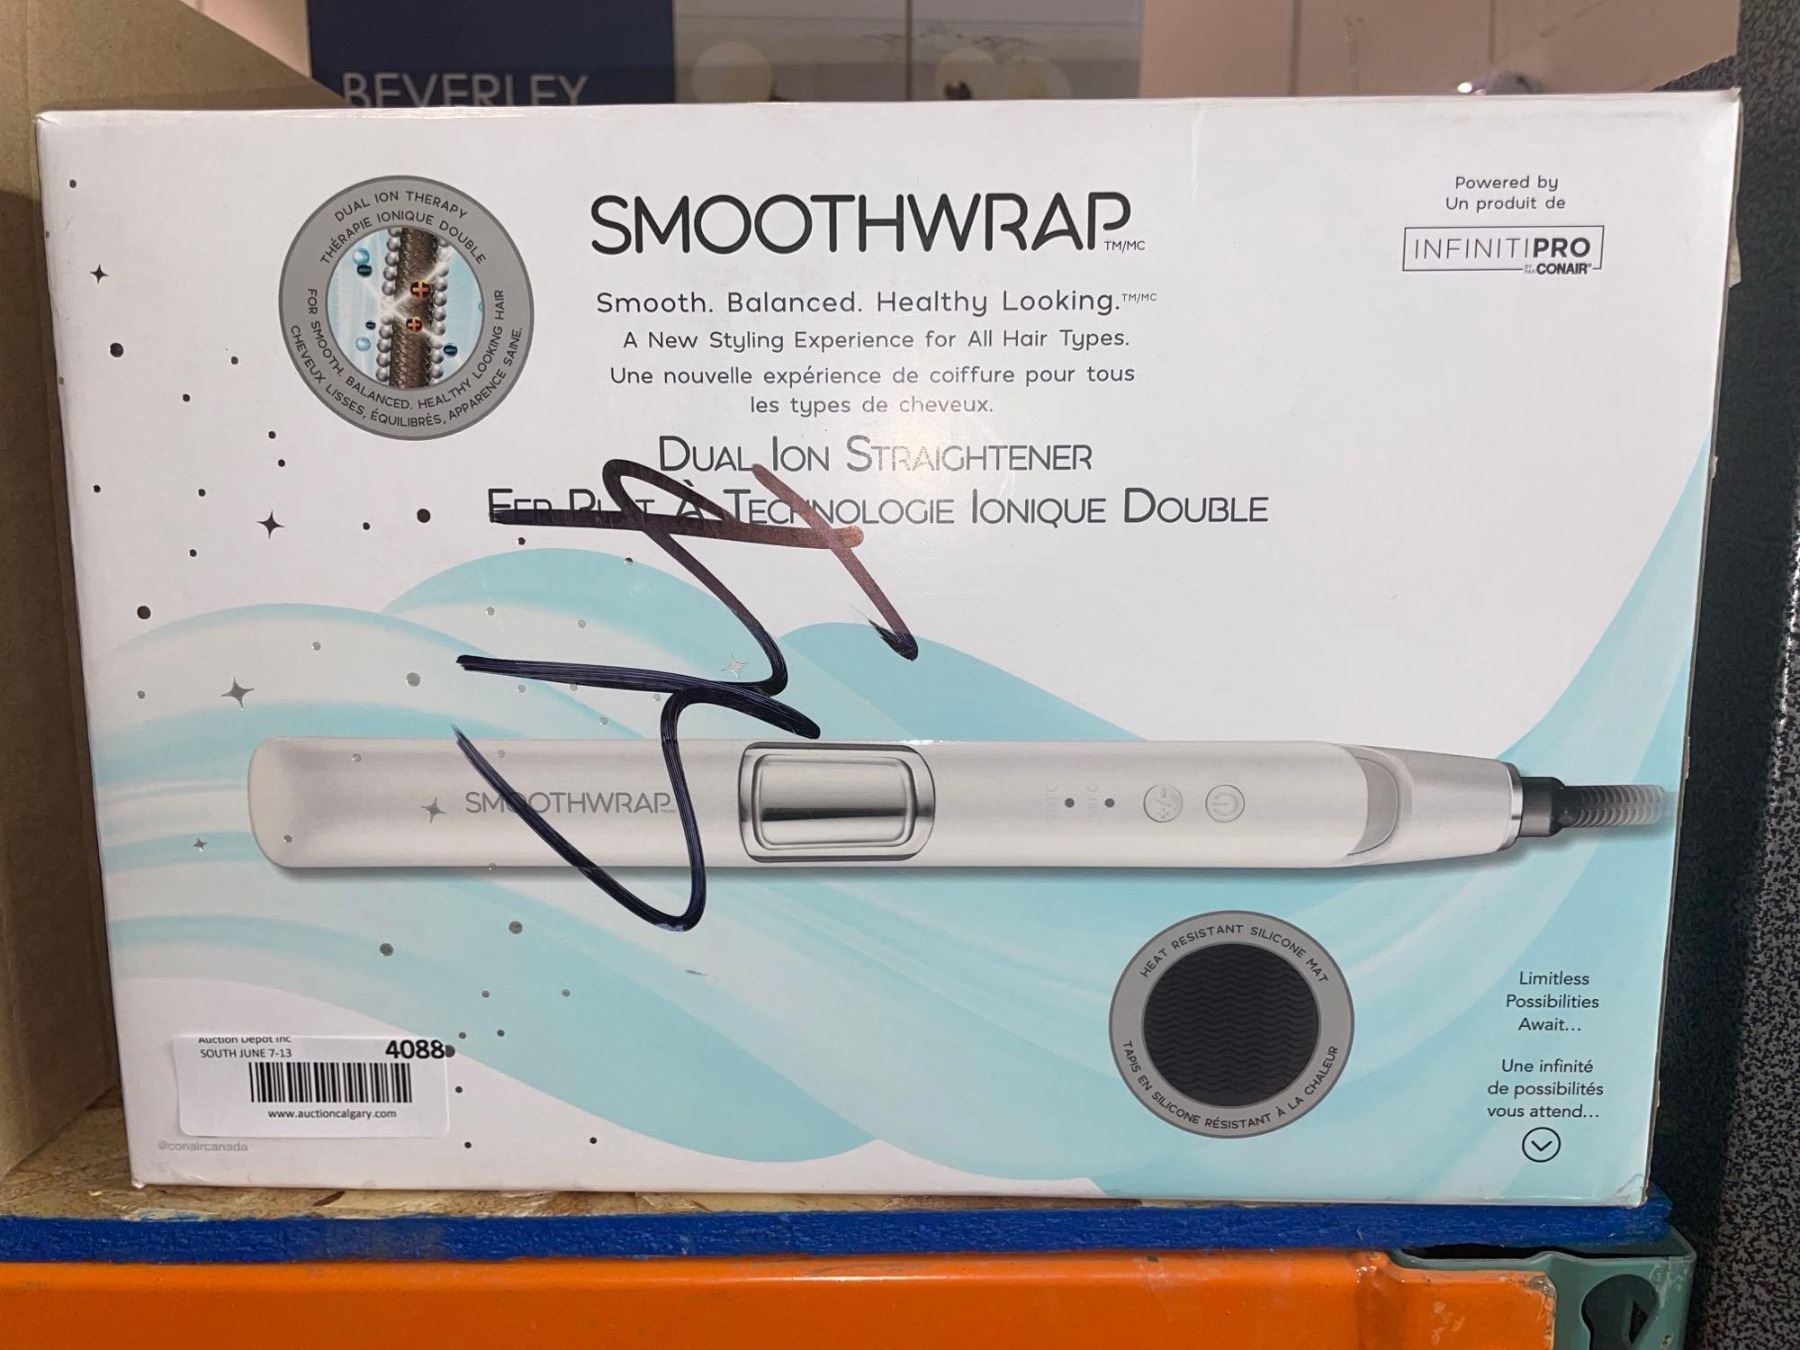 BEVERLEY
DUAL ION THERAPY
THÉRAPIE IONIQUE DOUBLE
FOR SMOOTH. BALANCED. HEALTHY LOOKING HAIR
CHEVEUX LISSES, ÉQUILIBRÉS, APPARENCE SAINE.
SMOOTHWRAP TM/MC
Smooth. Balanced. Healthy Looking.TM/MC
A New Styling Experience for All Hair Types.
Une nouvelle expérience de coiffure pour tous
les types de cheveux.
DUAL ION STRAIGHTENER
FER PLAT À TECHNOLOGIE IONIQUE DOUBLE
Powered by
Un produit de
INFINITIPRO
BY PAR CONAIR®
SMOOTHWRAP
HEAT RESISTANT SILICONE MAT
TAPIS EN SILICONE RÉSISTANT À LA CHALEUR
Limitless
Possibilities
Await...
Une infinité
de possibilités
vous attend...
Auction Depot Inc
SOUTH JUNE 7-13
4088
www.auctioncalgary.com
@conaircanada